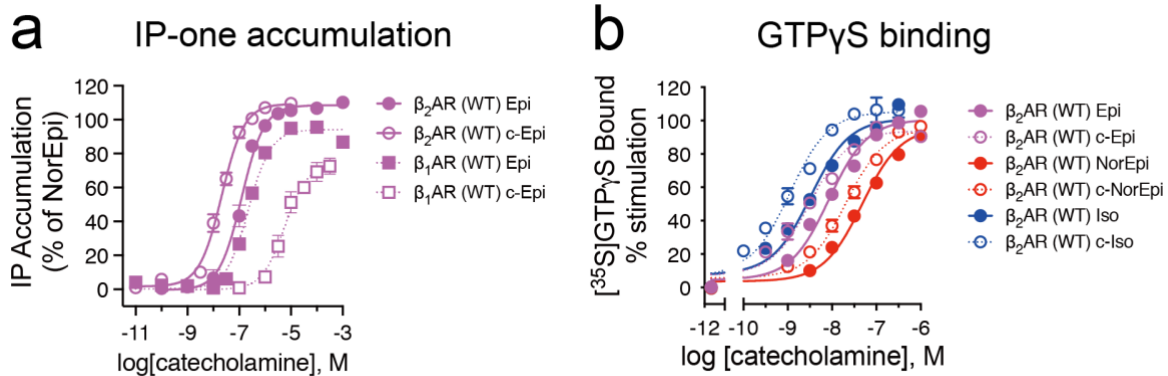 a
IP-one accumulation
IP Accumulation
(% of NorEpi)
120
100
80
60
40
20
0
-11
-9
-7
-5
-3
log[catecholamine], M
β₂AR (WT) Epi
β₂AR (WT) c-Epi
β₁AR (WT) Epi
β₁AR (WT) c-Epi
b
GTPγS binding
[³⁵S]GTPγS Bound
% stimulation
120
100
80
60
40
20
0
-12
-10
-9
-8
-7
-6
log [catecholamine], M
β₂AR (WT) Epi
β₂AR (WT) c-Epi
β₂AR (WT) NorEpi
β₂AR (WT) c-NorEpi
β₂AR (WT) Iso
β₂AR (WT) c-Iso